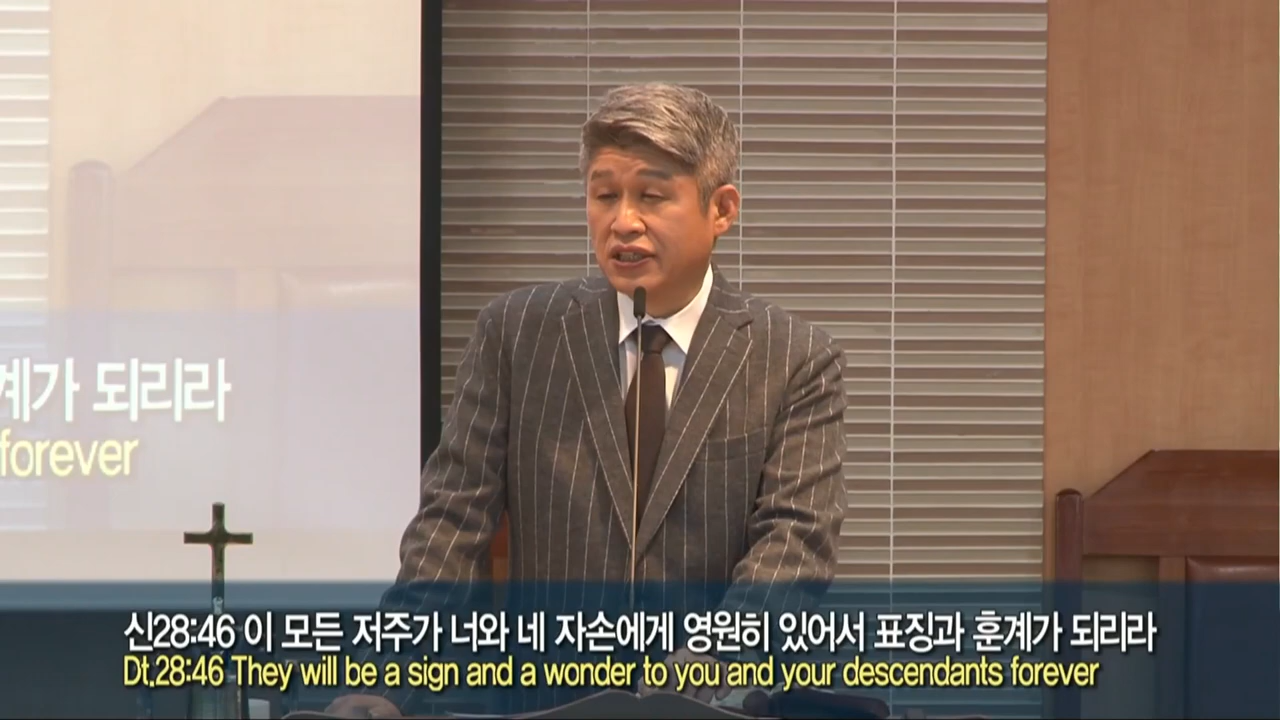 계가 되리라
forever
신28:46 이 모든 저주가 너와 네 자손에게 영원히 있어서 표징과 훈계가 되리라
Dt.28:46 They will be a sign and a wonder to you and your descendants forever